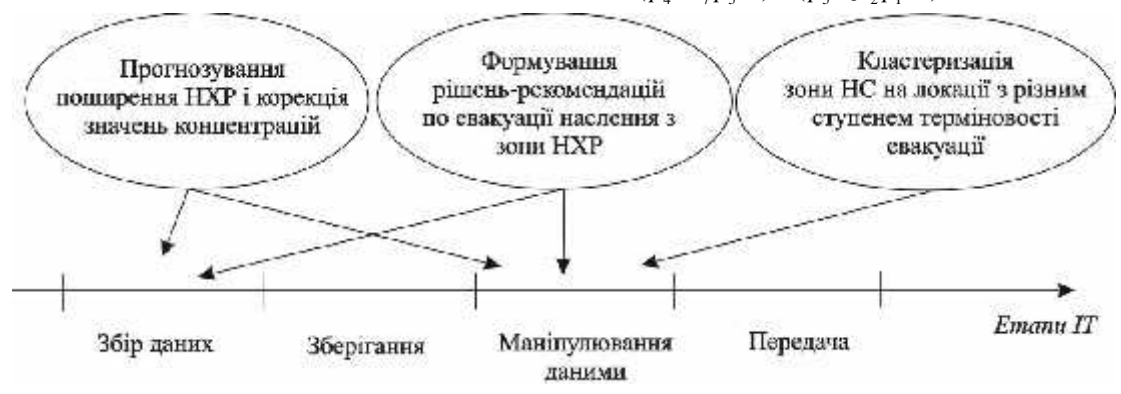 Прогнозування
поширення НХР і корекція
значень концентрацій
Формування
рішень-рекомендацій
по евакуації наслення з
зони НХР
Кластеризація
зони НС на локації з різним
ступенем терміновості
евакуації
Збір даних
Зберігання
Маніпулювання
даними
Передача
Етапи ІТ